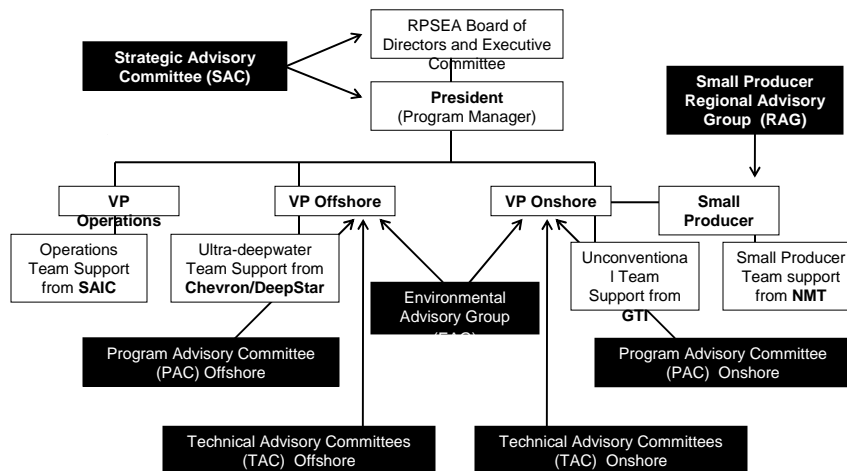 RPSEA Board of
Directors and Executive
Committee
Strategic Advisory
Committee (SAC)
President
(Program Manager)
Small Producer
Regional Advisory
Group (RAG)
VP
Operations
VP Offshore
VP Onshore
Small
Producer
Operations
Team Support
from SAIC
Ultra-deepwater
Team Support from
Chevron/DeepStar
Environmental
Advisory Group
(EAG)
Unconventiona
l Team
Support from
GTI
Small Producer
Team support
from NMT
Program Advisory Committee
(PAC) Offshore
Program Advisory Committee
(PAC) Onshore
Technical Advisory Committees
(TAC) Offshore
Technical Advisory Committees
(TAC) Onshore